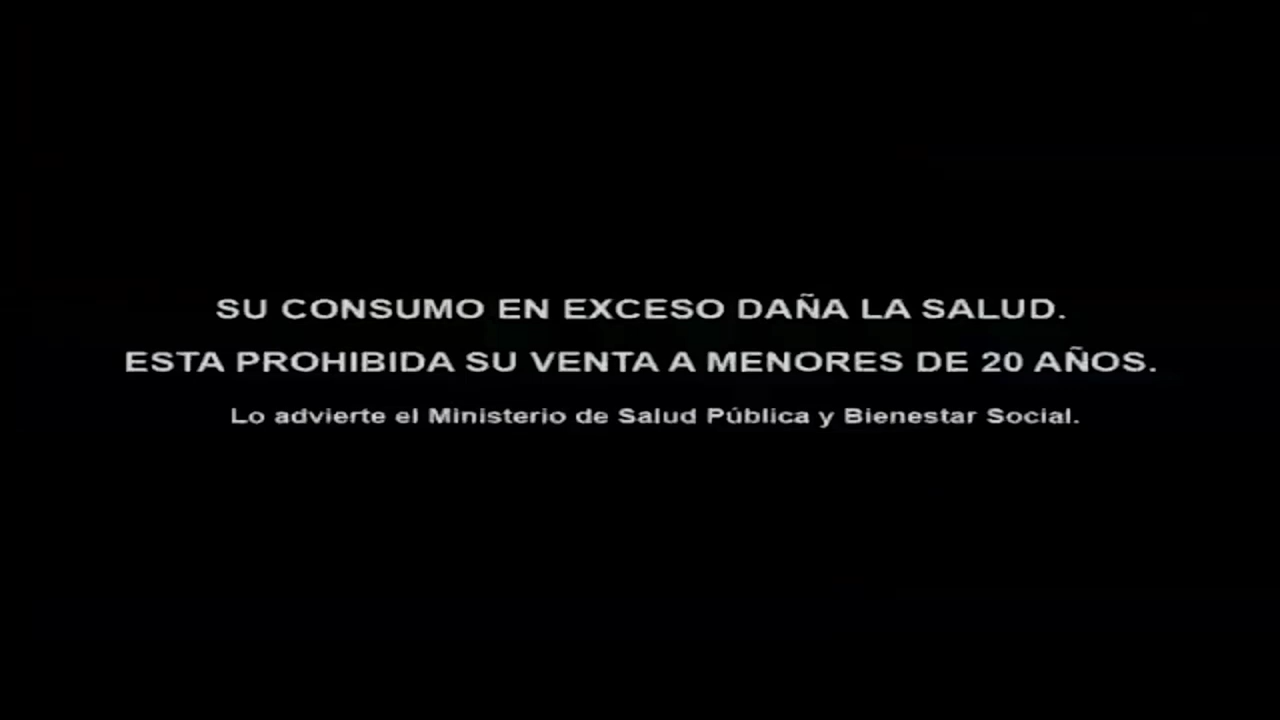 SU CONSUMO EN EXCESO DAÑA LA SALUD.
ESTA PROHIBIDA SU VENTA A MENORES DE 20 AÑOS.
Lo advierte el Ministerio de Salud Pública y Bienestar Social.